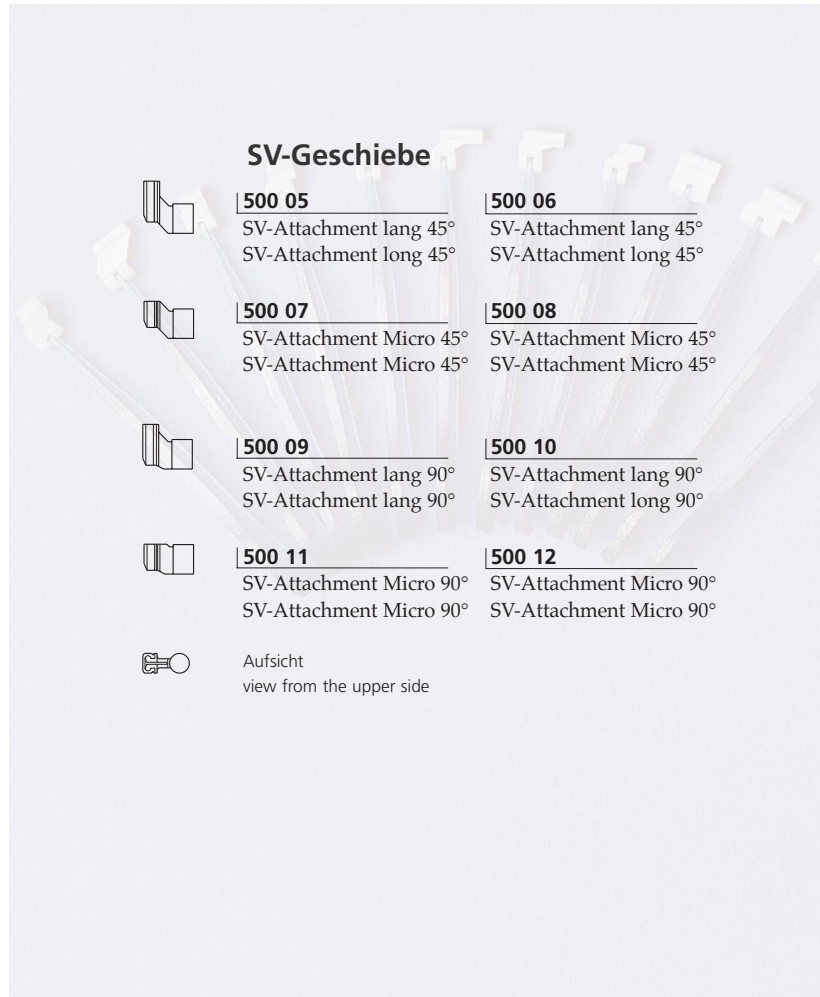 SV-Geschiebe
500 05
SV-Attachment lang 45°
SV-Attachment long 45°
500 06
SV-Attachment lang 45°
SV-Attachment long 45°
500 07
SV-Attachment Micro 45°
SV-Attachment Micro 45°
500 08
SV-Attachment Micro 45°
SV-Attachment Micro 45°
500 09
SV-Attachment lang 90°
SV-Attachment lang 90°
500 10
SV-Attachment lang 90°
SV-Attachment long 90°
500 11
SV-Attachment Micro 90°
SV-Attachment Micro 90°
500 12
SV-Attachment Micro 90°
SV-Attachment Micro 90°
Aufsicht
view from the upper side